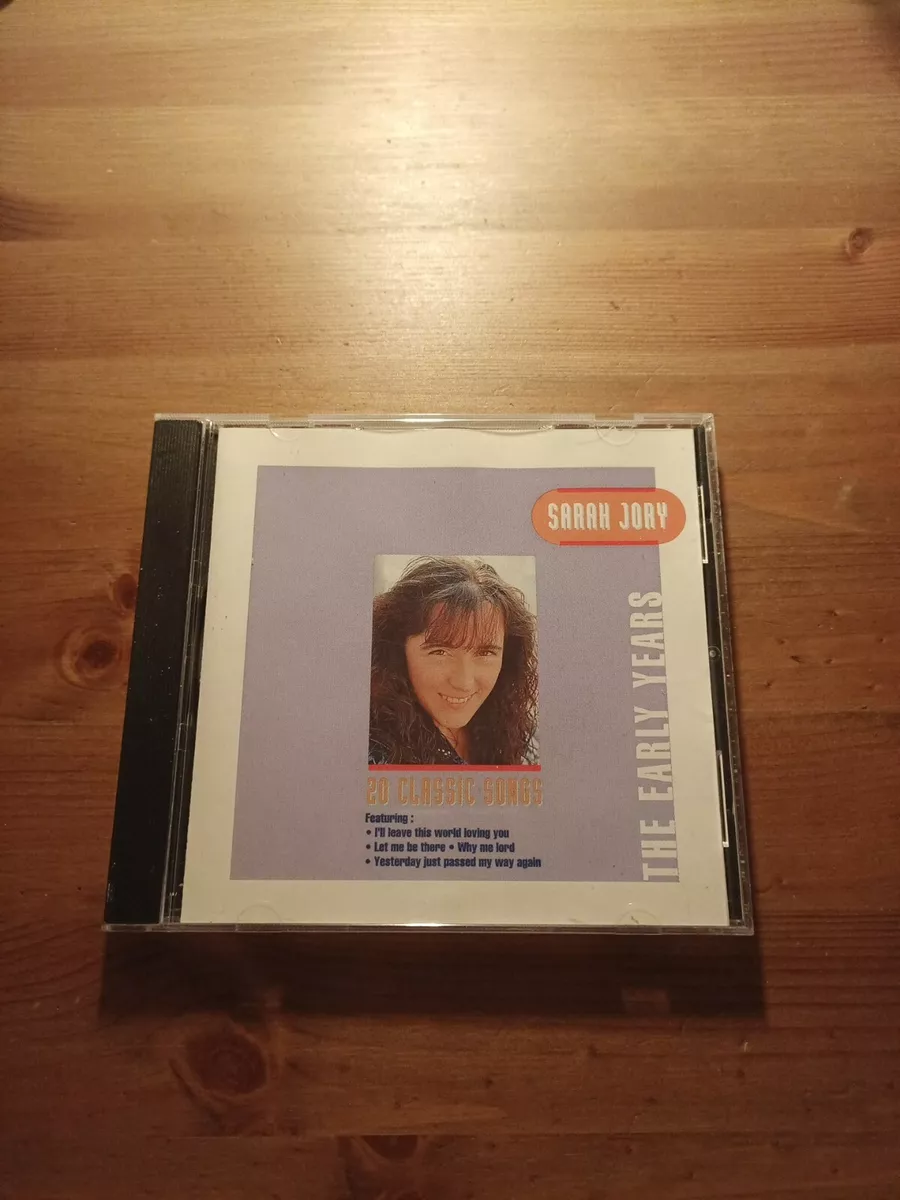 SARAH JORY
THE EARLY YEARS
20 CLASSIC SONGS
Featuring :
• I'll leave this world loving you
• Let me be there • Why me lord
• Yesterday just passed my way again